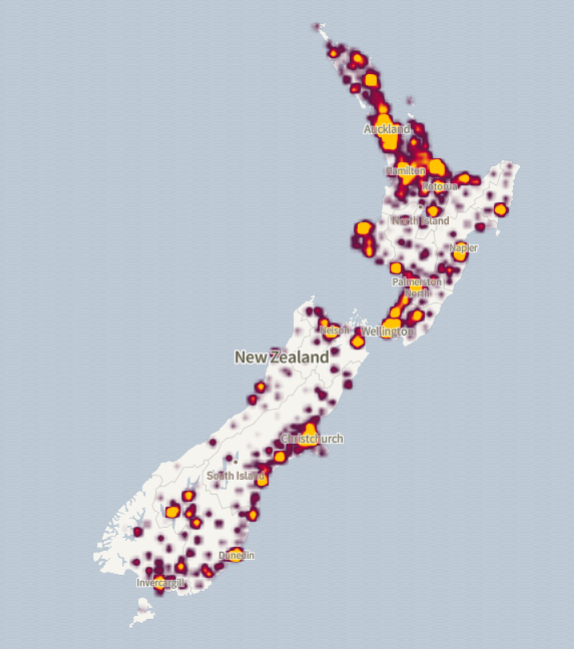 Auckland
Hamilton
Rotorua
North Island
Napier
Palmerston
North
Nelson
Wellington
New Zealand
Christchurch
South Island
Dunedin
Invercargill